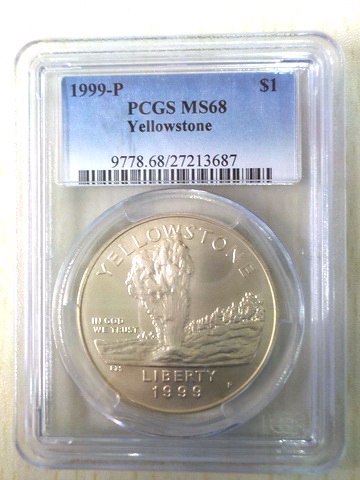 1999-P $1
PCGS MS68
Yellowstone
9778.68/27213687
YELLOWSTONE
IN GOD
WE TRUST
P
LIBERTY
1999